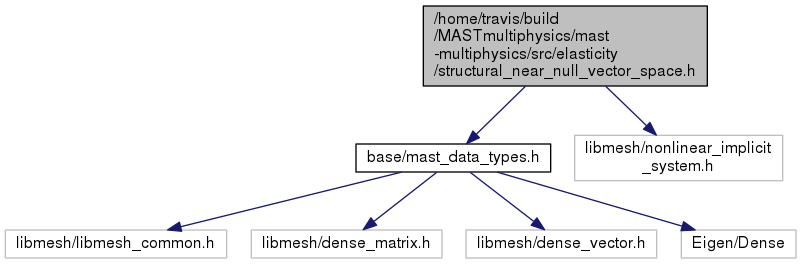 /home/travis/build
/MASTmultiphysics/mast
-multiphysics/src/elasticity
/structural_near_null_vector_space.h
base/mast_data_types.h
libmesh/nonlinear_implicit
_system.h
libmesh/libmesh_common.h
libmesh/dense_matrix.h
libmesh/dense_vector.h
Eigen/Dense